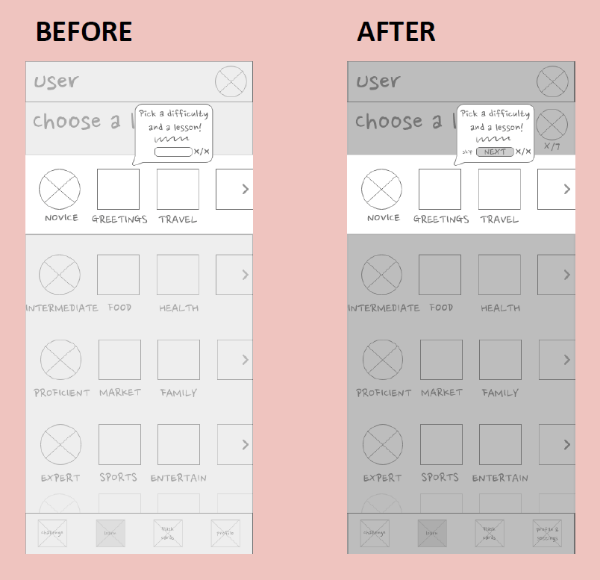 BEFORE
user
Choose a l
Pick a difficulty
and a lesson!
x/x
NOVICE GREETINGS TRAVEL
INTERMEDIATE FOOD HEALTH
PROFICIENT MARKET FAMILY
EXPERT SPORTS ENTERTAIN
AFTER
user
Choose a l
Pick a difficulty
and a lesson!
NEXT x/x
x/7
NOVICE GREETINGS TRAVEL
INTERMEDIATE FOOD HEALTH
PROFICIENT MARKET FAMILY
EXPERT SPORTS ENTERTAIN